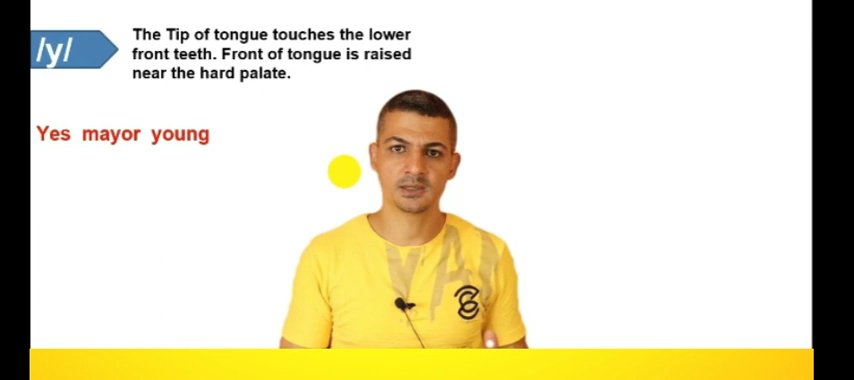 /y/
The Tip of tongue touches the lower
front teeth. Front of tongue is raised
near the hard palate.
Yes mayor young